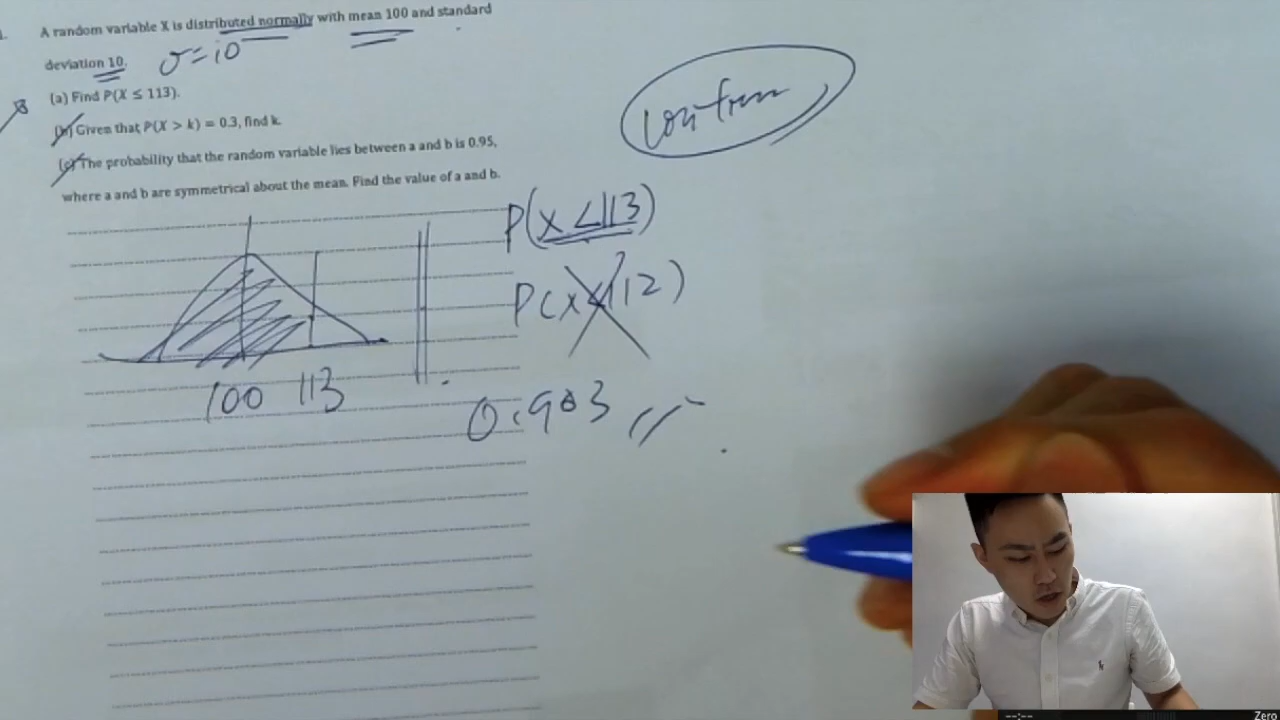 1.
A random variable X is distributed normally with mean 100 and standard
deviation 10. σ = 10
(a) Find P(X ≤ 113).
(b) Given that P(X > k) = 0.3, find k.
(c) The probability that the random variable lies between a and b is 0.95,
where a and b are symmetrical about the mean. Find the value of a and b.
P(X < 113)
P(X < 112)
100 113
0.903
--:--
Zero